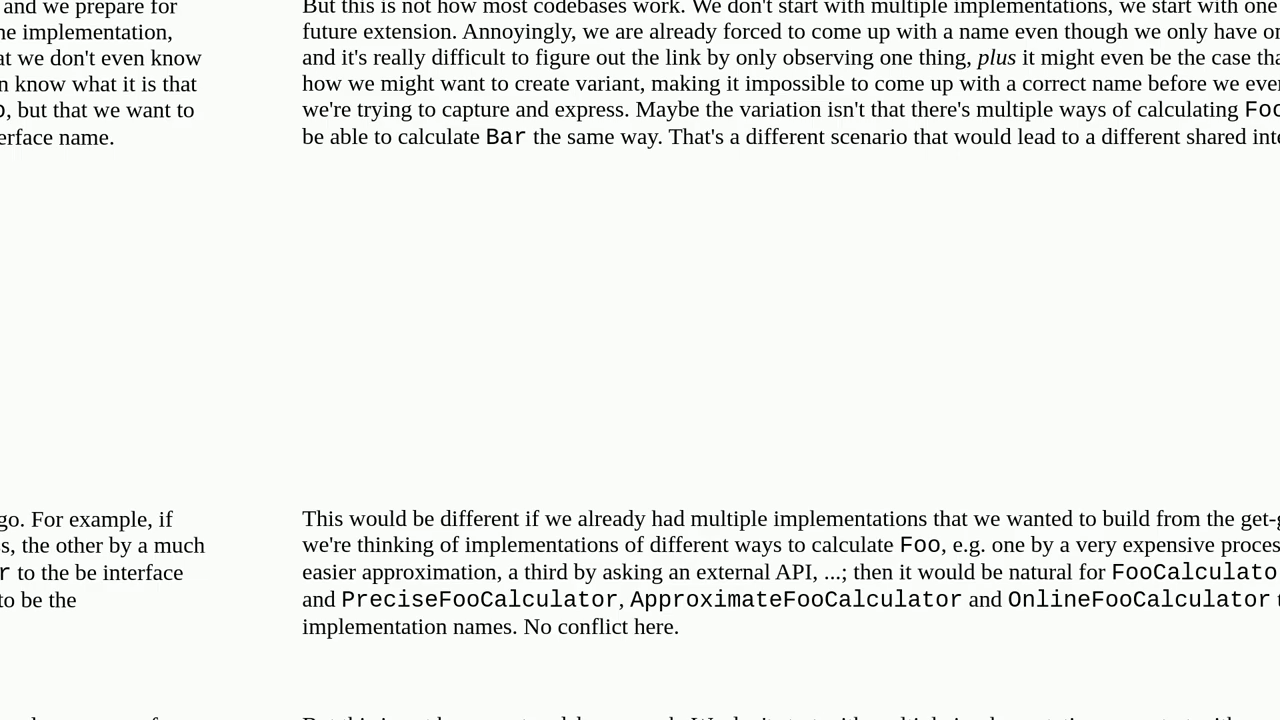 and we prepare for
implementation,
we don't even know
know what it is that
, but that we want to
name.
But this is not how most codebases work. We don't start with multiple implementations, we start with one
future extension. Annoyingly, we are already forced to come up with a name even though we only have
and it's really difficult to figure out the link by only observing one thing, plus it might even be the case
how we might want to create variant, making it impossible to come up with a correct name before we
we're trying to capture and express. Maybe the variation isn't that there's multiple ways of calculating Foo
be able to calculate Bar the same way. That's a different scenario that would lead to a different shared
go. For example, if
, the other by a much
to the be interface
to be the
This would be different if we already had multiple implementations that we wanted to build from the get-
we're thinking of implementations of different ways to calculate Foo, e.g. one by a very expensive
easier approximation, a third by asking an external API, ...; then it would be natural for FooCalculato
and PreciseFooCalculator, ApproximateFooCalculator and OnlineFooCalculator
implementation names. No conflict here.